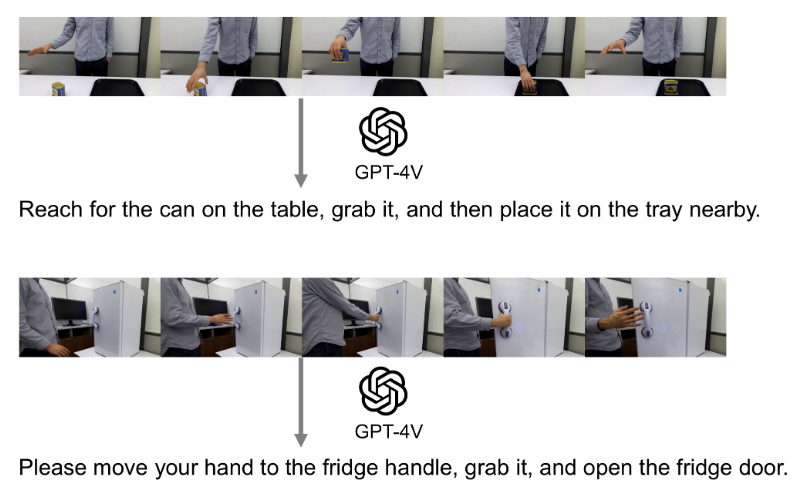 GPT-4V
Reach for the can on the table, grab it, and then place it on the tray nearby.
GPT-4V
Please move your hand to the fridge handle, grab it, and open the fridge door.